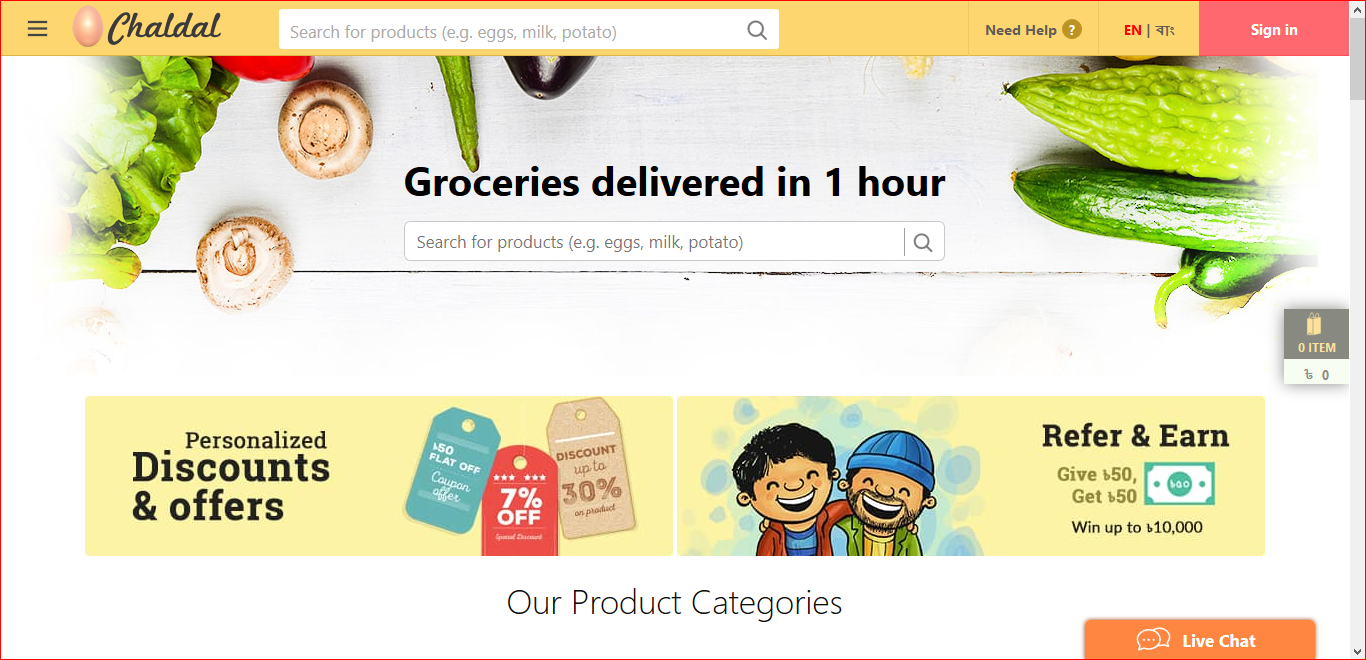 Chaldal
Search for products (e.g. eggs, milk, potato)
Need Help ?
EN | বাং
Sign in
Groceries delivered in 1 hour
Search for products (e.g. eggs, milk, potato)
0 ITEM
৳ 0
Personalized
Discounts
& offers
৳50
FLAT OFF
Coupon
offer
7%
OFF
Special Discount
DISCOUNT
up to
30%
on product
Refer & Earn
Give ৳50,
Get ৳50
Win up to ৳10,000
Our Product Categories
Live Chat